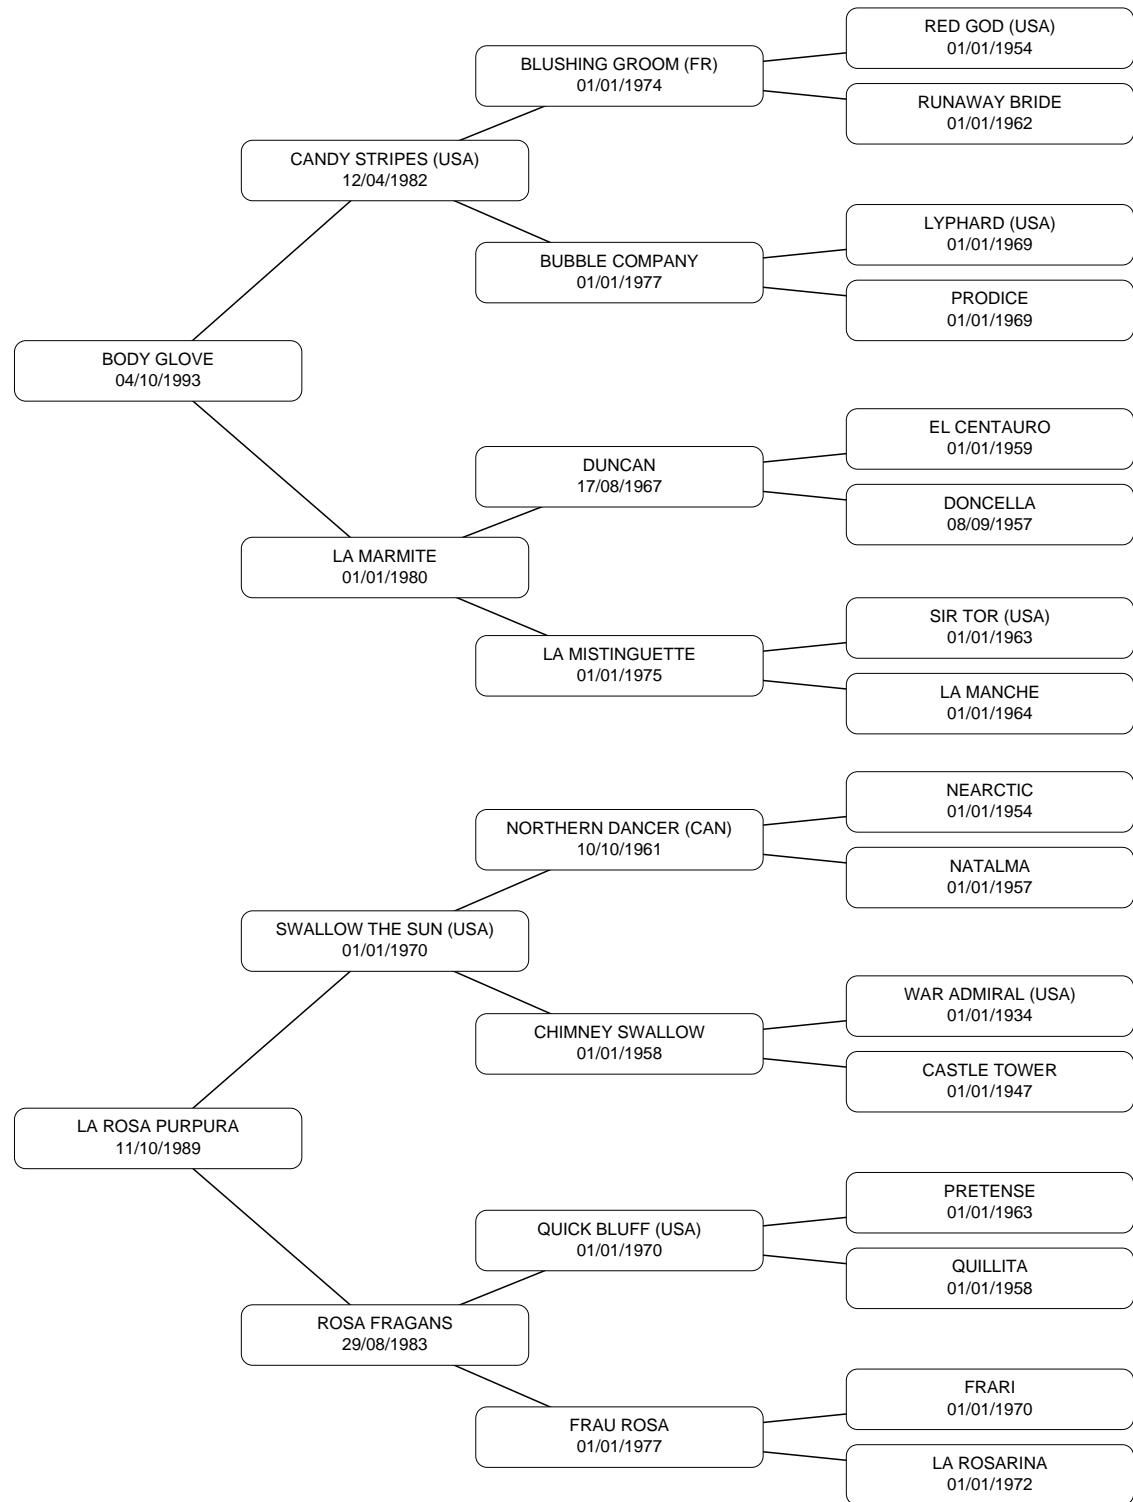 RED GOD (USA)
01/01/1954
BLUSHING GROOM (FR)
01/01/1974
RUNAWAY BRIDE
01/01/1962
CANDY STRIPES (USA)
12/04/1982
LYPHARD (USA)
01/01/1969
BUBBLE COMPANY
01/01/1977
PRODICE
01/01/1969
BODY GLOVE
04/10/1993
EL CENTAURO
01/01/1959
DUNCAN
17/08/1967
DONCELLA
08/09/1957
LA MARMITE
01/01/1980
SIR TOR (USA)
01/01/1963
LA MISTINGUETTE
01/01/1975
LA MANCHE
01/01/1964
NEARCTIC
01/01/1954
NORTHERN DANCER (CAN)
10/10/1961
NATALMA
01/01/1957
SWALLOW THE SUN (USA)
01/01/1970
WAR ADMIRAL (USA)
01/01/1934
CHIMNEY SWALLOW
01/01/1958
CASTLE TOWER
01/01/1947
LA ROSA PURPURA
11/10/1989
PRETENSE
01/01/1963
QUICK BLUFF (USA)
01/01/1970
QUILLITA
01/01/1958
ROSA FRAGANS
29/08/1983
FRARI
01/01/1970
FRAU ROSA
01/01/1977
LA ROSARINA
01/01/1972